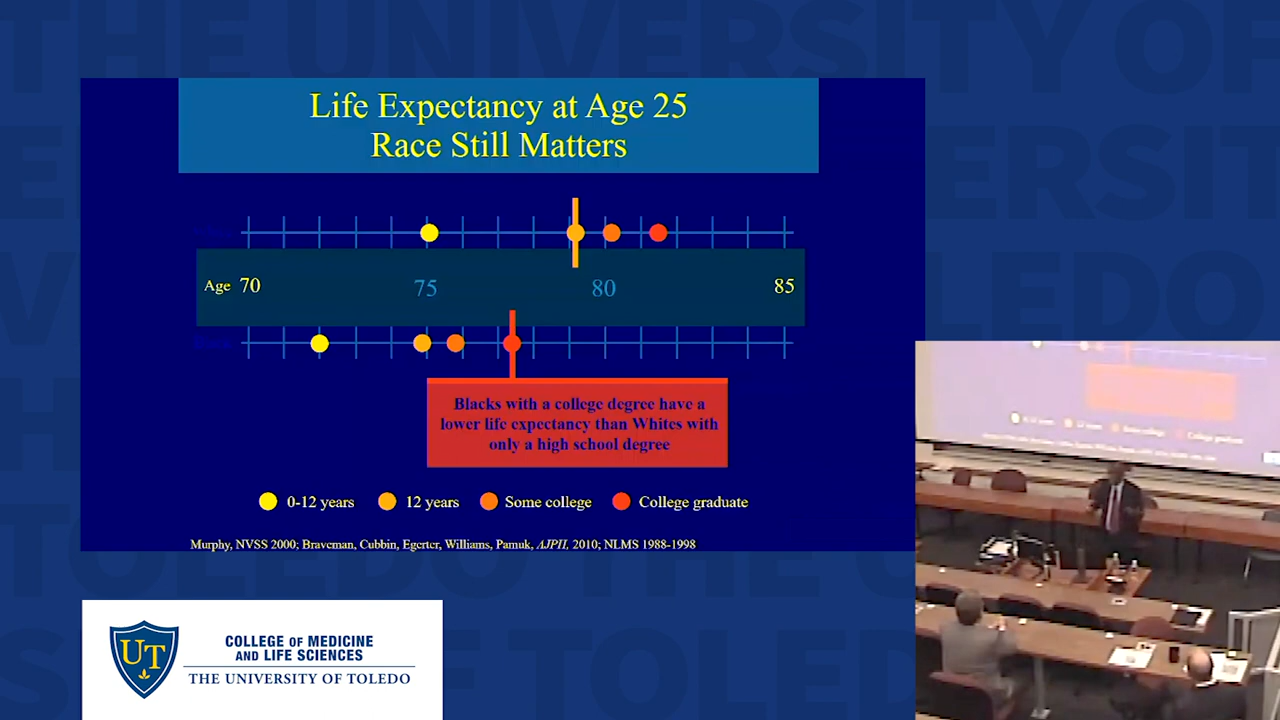 Life Expectancy at Age 25
Race Still Matters
Age 70 75 80 85
Blacks with a college degree have a
lower life expectancy than Whites with
only a high school degree
0-12 years 12 years Some college College graduate
Murphy, NVSS 2000; Braveman, Cubbin, Egerter, Williams, Pamuk, AJPH, 2010; NLMS 1988-1998
UT
COLLEGE OF MEDICINE
AND LIFE SCIENCES
THE UNIVERSITY OF TOLEDO